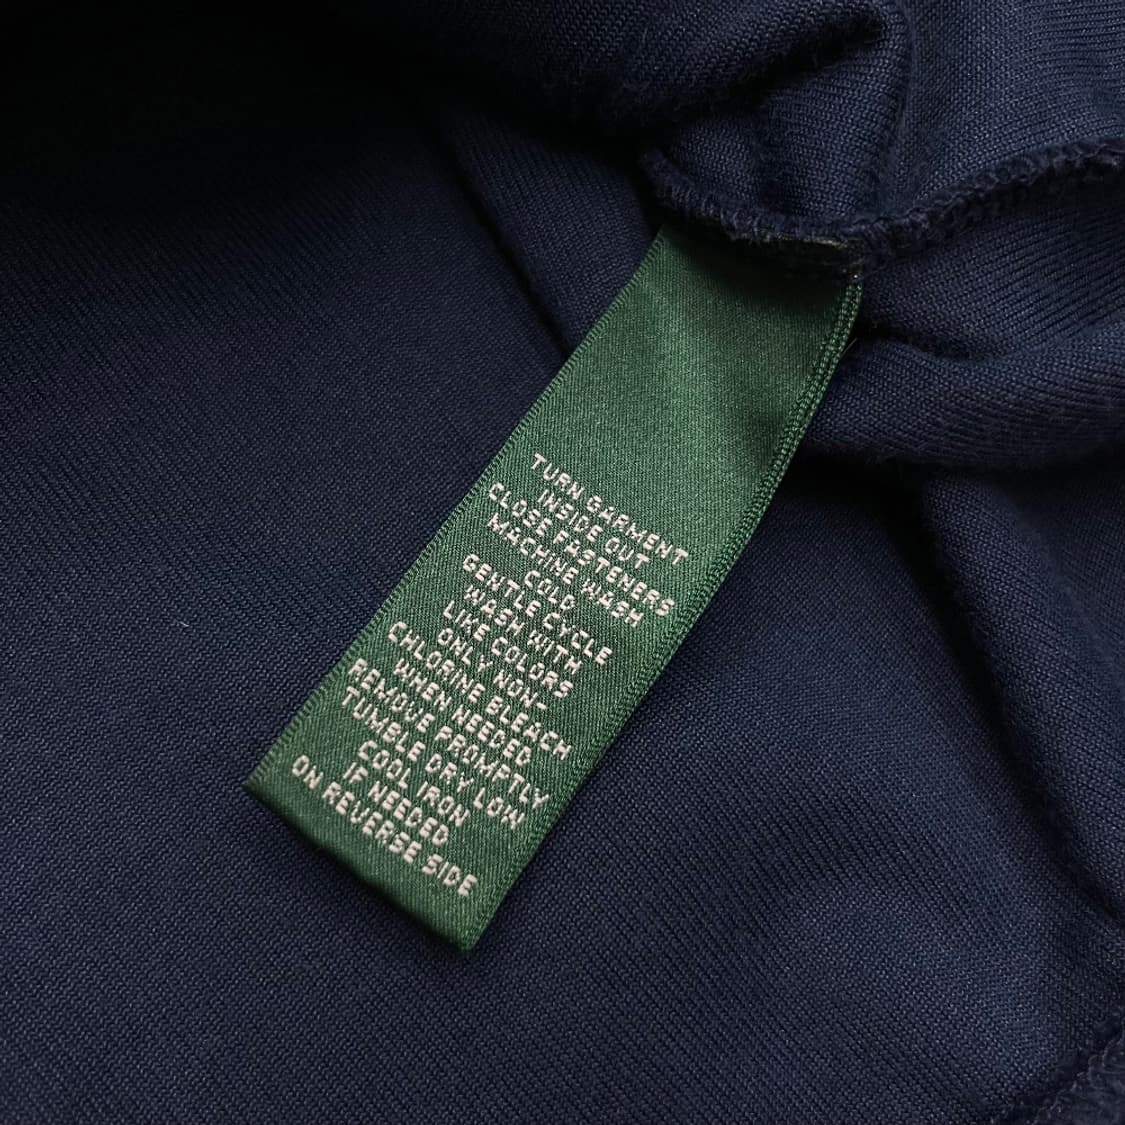 TURN GARMENT
INSIDE OUT
CLOSE FASTENERS
MACHINE WASH
COLD
GENTLE CYCLE
WASH WITH
LIKE COLORS
ONLY NON-
CHLORINE BLEACH
WHEN NEEDED
REMOVE PROMPTLY
TUMBLE DRY LOW
COOL IRON
IF NEEDED
ON REVERSE SIDE